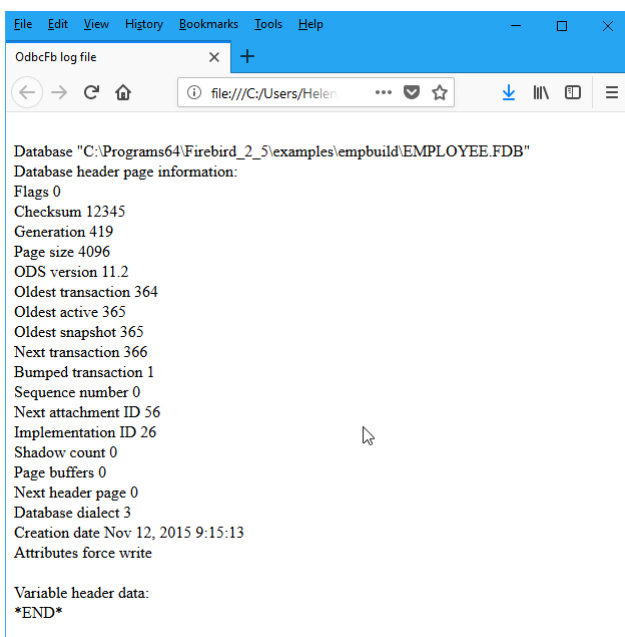 File Edit View History Bookmarks Tools Help
OdbcFb log file
file:///C:/Users/Helen
Database "C:\Programs64\Firebird_2_5\examples\empbuild\EMPLOYEE.FDB"
Database header page information:
Flags 0
Checksum 12345
Generation 419
Page size 4096
ODS version 11.2
Oldest transaction 364
Oldest active 365
Oldest snapshot 365
Next transaction 366
Bumped transaction 1
Sequence number 0
Next attachment ID 56
Implementation ID 26
Shadow count 0
Page buffers 0
Next header page 0
Database dialect 3
Creation date Nov 12, 2015 9:15:13
Attributes force write
Variable header data:
*END*